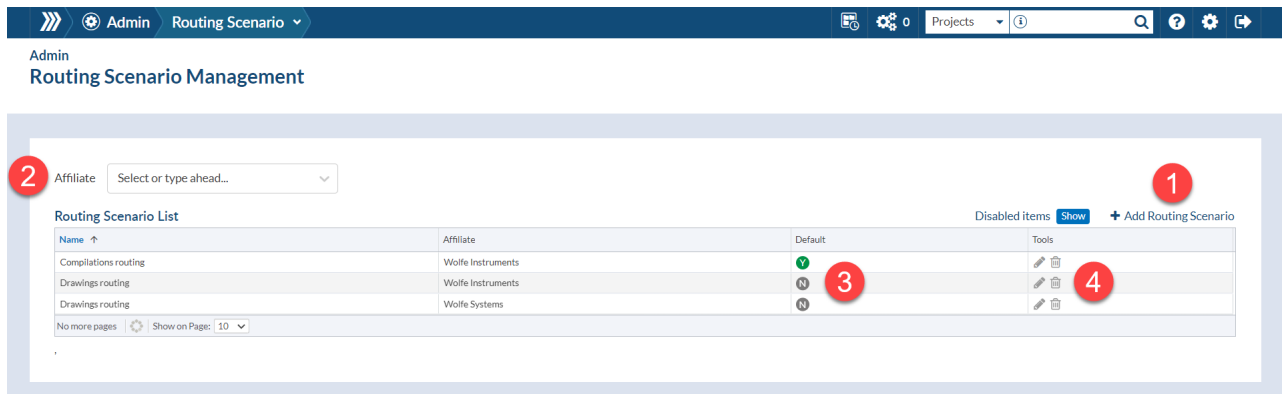 Admin Routing Scenario 0 Projects
Admin
Routing Scenario Management
2 Affiliate Select or type ahead...
1
Routing Scenario List Disabled items Show + Add Routing Scenario
Name ↑ Affiliate Default Tools
Compilations routing Wolfe Instruments Y
Drawings routing Wolfe Instruments N
3 4
Drawings routing Wolfe Systems N
No more pages Show on Page: 10
,